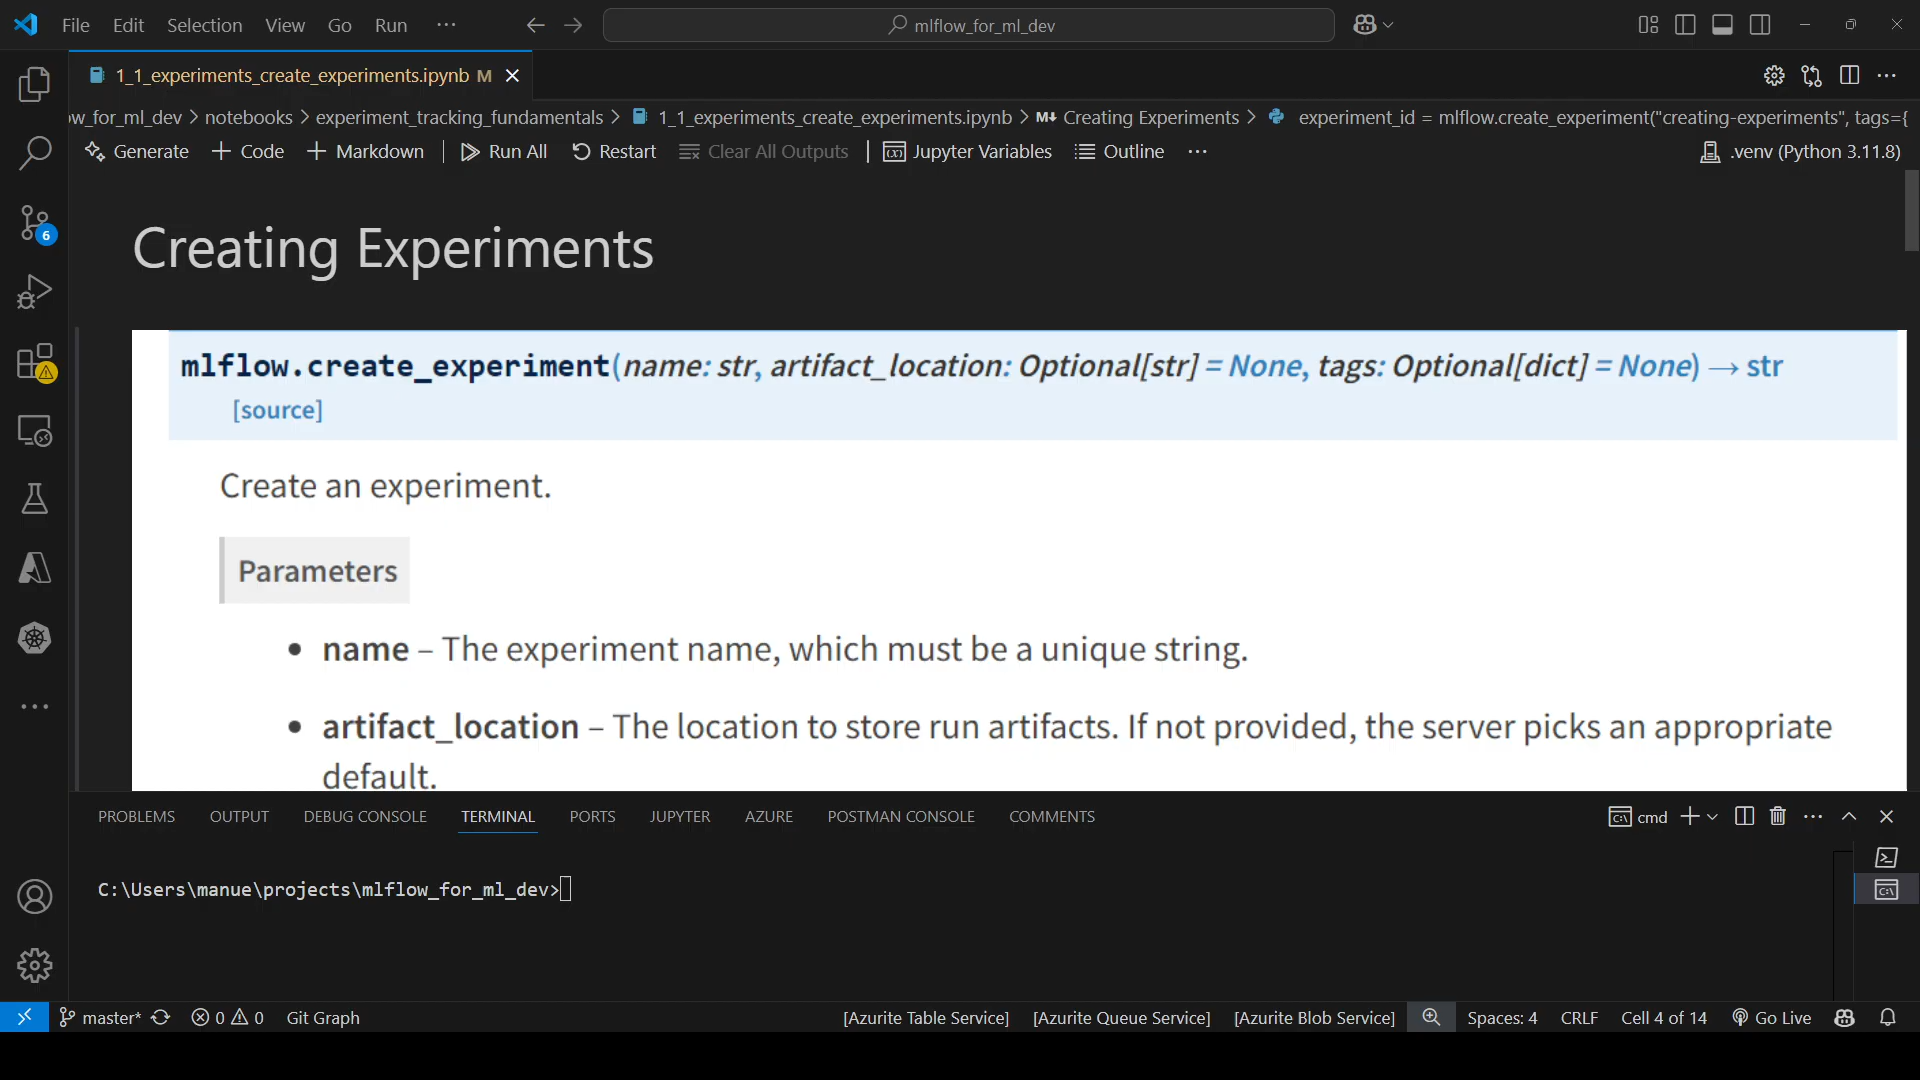 File Edit Selection View Go Run ··· mlflow_for_ml_dev
1_1_experiments_create_experiments.ipynb M
w_for_ml_dev > notebooks > experiment_tracking_fundamentals > 1_1_experiments_create_experiments.ipynb > M↓ Creating Experiments > experiment_id = mlflow.create_experiment("creating-experiments", tags={
Generate + Code + Markdown Run All Restart Clear All Outputs Jupyter Variables Outline ··· .venv (Python 3.11.8)
6
Creating Experiments
mlflow.create_experiment(name: str, artifact_location: Optional[str] = None, tags: Optional[dict] = None) → str
[source]
Create an experiment.
Parameters
• name – The experiment name, which must be a unique string.
• artifact_location – The location to store run artifacts. If not provided, the server picks an appropriate
default.
PROBLEMS OUTPUT DEBUG CONSOLE TERMINAL PORTS JUPYTER AZURE POSTMAN CONSOLE COMMENTS cmd
C:\Users\manue\projects\mlflow_for_ml_dev>
master* 0 0 Git Graph [Azurite Table Service] [Azurite Queue Service] [Azurite Blob Service] Spaces: 4 CRLF Cell 4 of 14 Go Live